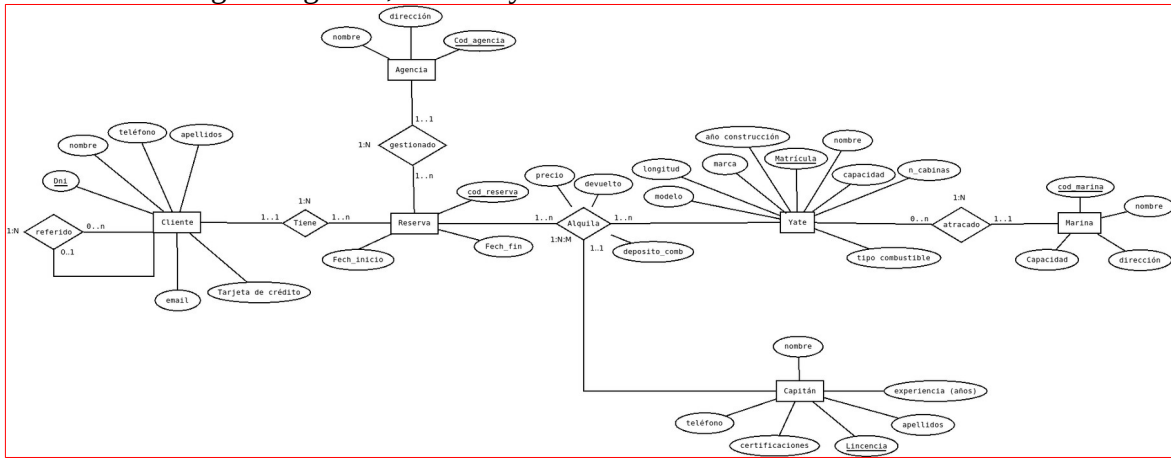 dirección
nombre
Cod_agencia
Agencia
1..1
1:N
gestionado
1..n
teléfono
apellidos
nombre
Dni
Cliente
1:N
referido
0..n
0..1
email
Tarjeta de crédito
1:N
1..1
Tiene
1..n
Reserva
cod_reserva
Fech_inicio
Fech_fin
precio
devuelto
1..n
Alquila
1..n
1:N:M
1..1
deposito_comb
año construcción
nombre
longitud
marca
Matrícula
capacidad
n_cabinas
modelo
Yate
tipo combustible
1:N
0..n
1..1
atracado
cod_marina
nombre
Marina
Capacidad
dirección
nombre
Capitán
experiencia (años)
teléfono
apellidos
certificaciones
Lincencia